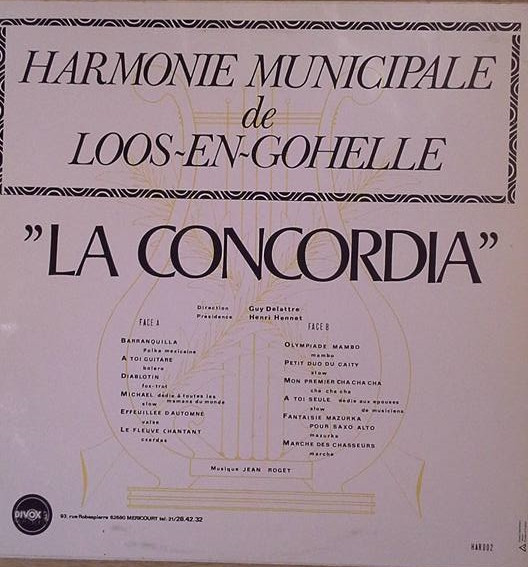 HARMONIE MUNICIPALE
de
LOOS-EN-GOHELLE
"LA CONCORDIA"
Direction Guy Delattre
Présidence Henri Hennet
FACE A
BARRANQUILLA
Polka mexicaine
A TOI GUITARE
bolero
DIABLOTIN
fox-trot
MICHAEL dédié à toutes les
slow mamans du monde
EFFEUILLEE D'AUTOMNE
valse
LE FLEUVE CHANTANT
czardas
FACE B
OLYMPIADE MAMBO
mambo
PETIT DUO DU CAITY
slow
MON PREMIER CHA CHA CHA
cha cha cha
A TOI SEULE dédié aux épouses
slow de musiciens
FANTAISIE MAZURKA
POUR SAXO ALTO
mazurka
MARCHE DES CHASSEURS
marche
Musique JEAN ROGET
DIVOX
93, rue Robespierre 62680 MERICOURT tél: 21/28.42.32
HAR 002